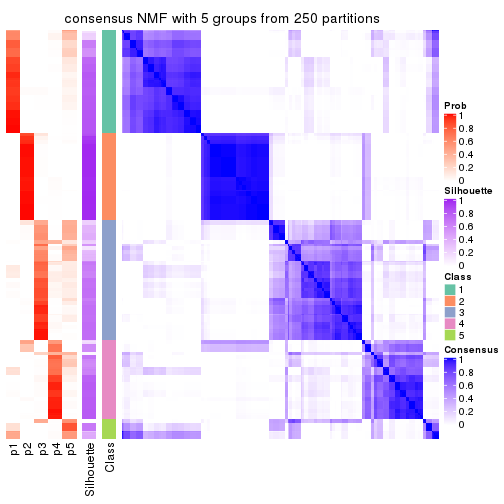 consensus NMF with 5 groups from 250 partitions
Prob
1
0.8
0.6
0.4
0.2
0
Silhouette
1
0.8
0.6
0.4
0.2
0
Class
1
2
3
4
5
Consensus
1
0.8
0.6
0.4
0.2
0
p1
p2
p3
p4
p5
Silhouette
Class